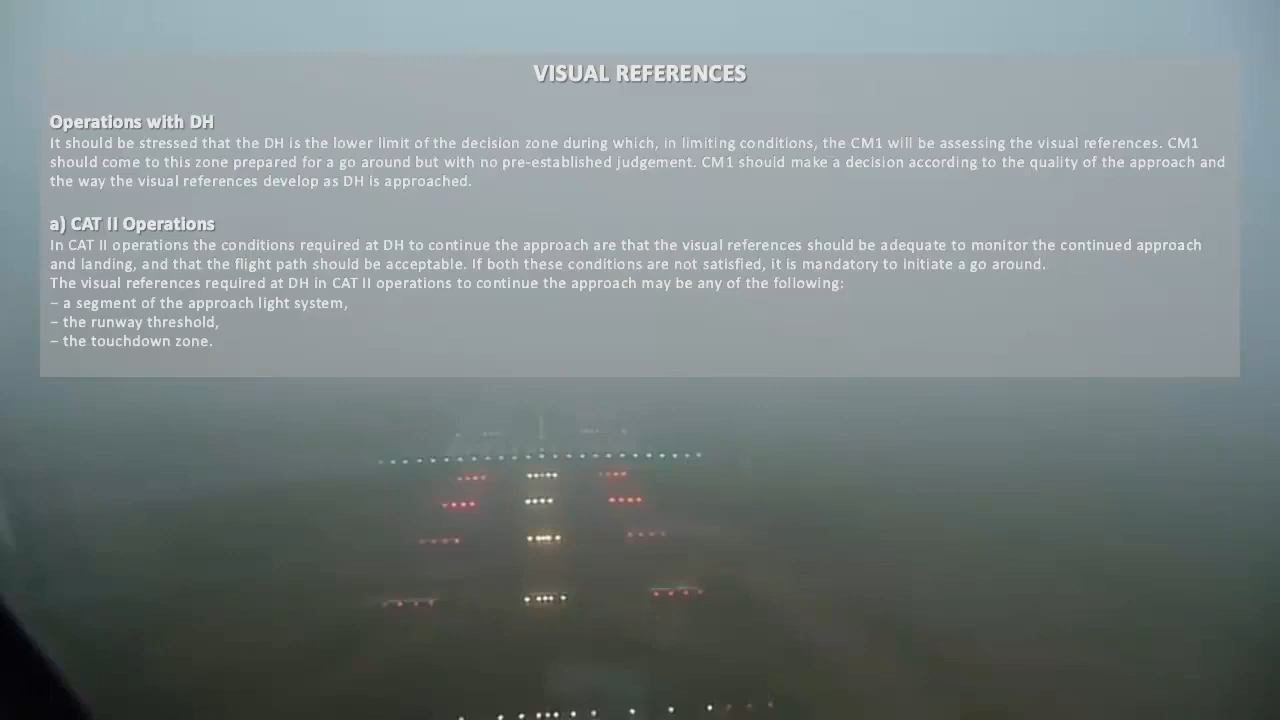 VISUAL REFERENCES
Operations with DH
It should be stressed that the DH is the lower limit of the decision zone during which, in limiting conditions, the CM1 will be assessing the visual references. CM1
should come to this zone prepared for a go around but with no pre-established judgement. CM1 should make a decision according to the quality of the approach and
the way the visual references develop as DH is approached.
a) CAT II Operations
In CAT II operations the conditions required at DH to continue the approach are that the visual references should be adequate to monitor the continued approach
and landing, and that the flight path should be acceptable. If both these conditions are not satisfied, it is mandatory to initiate a go around.
The visual references required at DH in CAT II operations to continue the approach may be any of the following:
− a segment of the approach light system,
− the runway threshold,
− the touchdown zone.